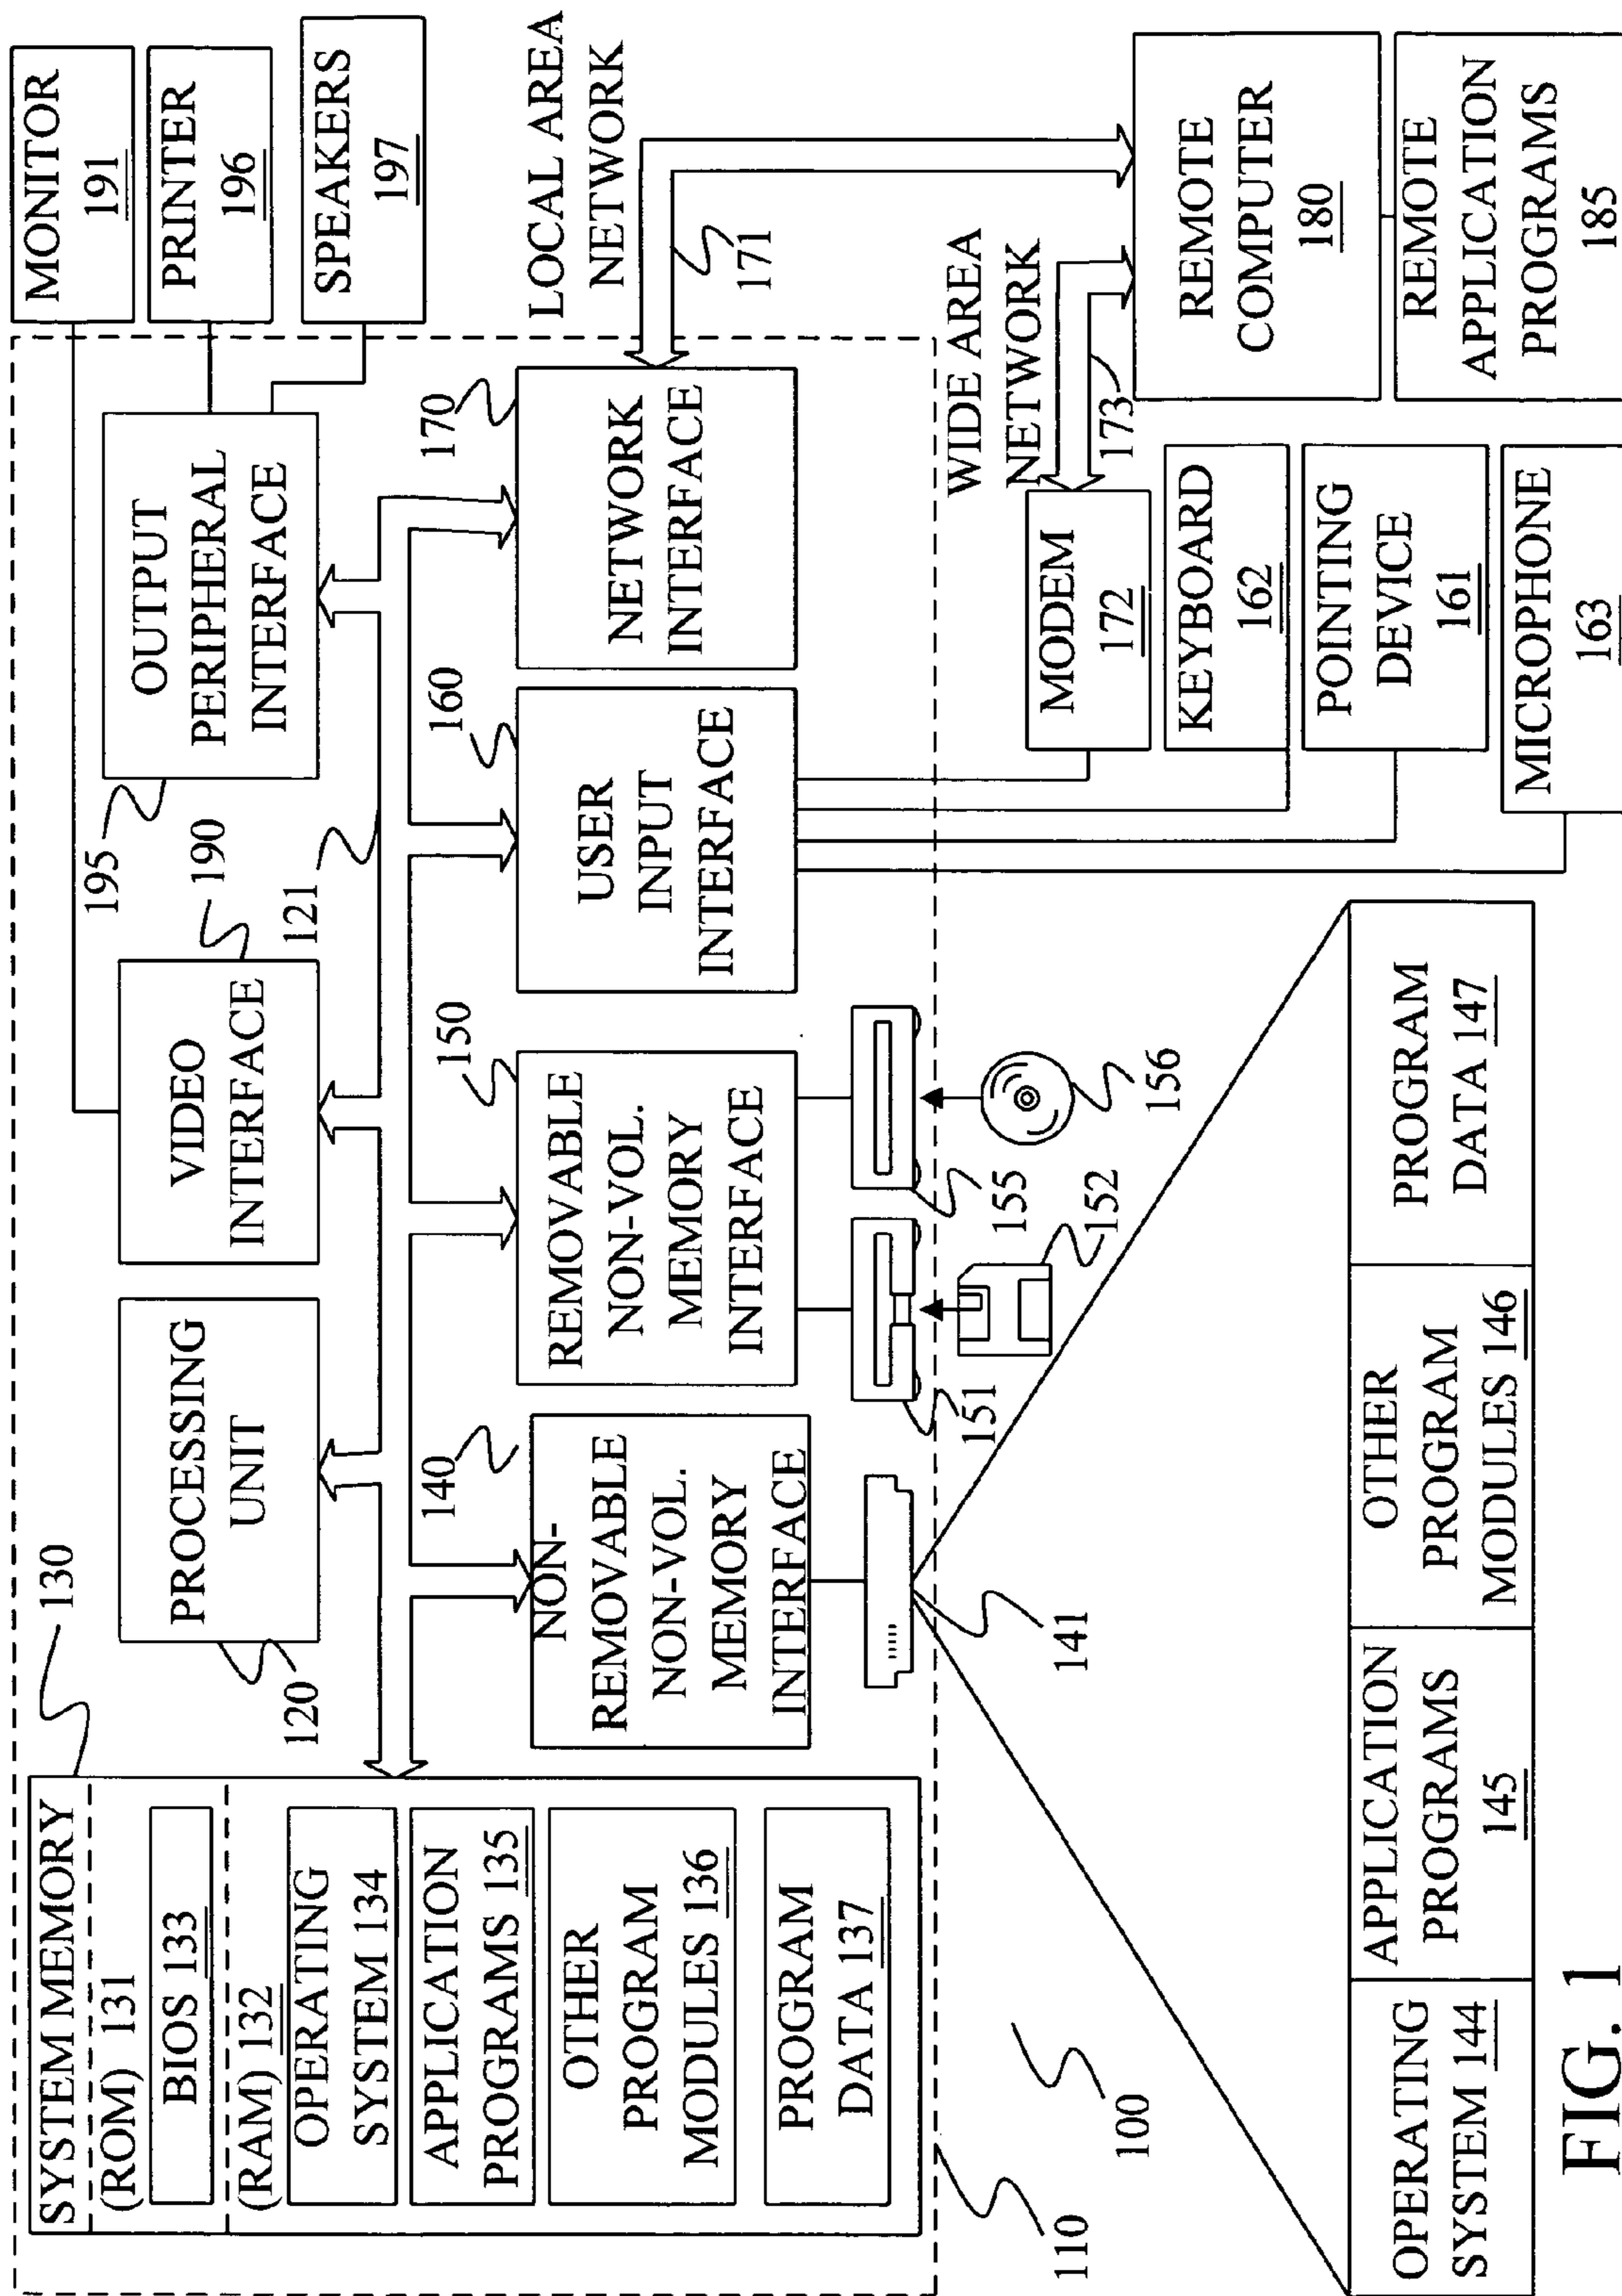 SYSTEM MEMORY
(ROM) 131
BIOS 133
(RAM) 132
OPERATING
SYSTEM 134
APPLICATION
PROGRAMS 135
OTHER
PROGRAM
MODULES 136
PROGRAM
DATA 137
130
120
PROCESSING
UNIT
190
VIDEO
INTERFACE
121
195
OUTPUT
PERIPHERAL
INTERFACE
MONITOR
191
PRINTER
196
SPEAKERS
197
140
NON-
REMOVABLE
NON-VOL.
MEMORY
INTERFACE
150
REMOVABLE
NON-VOL.
MEMORY
INTERFACE
160
USER
INPUT
INTERFACE
170
NETWORK
INTERFACE
LOCAL AREA
NETWORK
171
141
151
152
155
156
WIDE AREA
NETWORK
173
MODEM
172
KEYBOARD
162
POINTING
DEVICE
161
MICROPHONE
163
REMOTE
COMPUTER
180
REMOTE
APPLICATION
PROGRAMS
185
110
100
OPERATING
SYSTEM 144
APPLICATION
PROGRAMS
145
OTHER
PROGRAM
MODULES 146
PROGRAM
DATA 147
FIG. 1